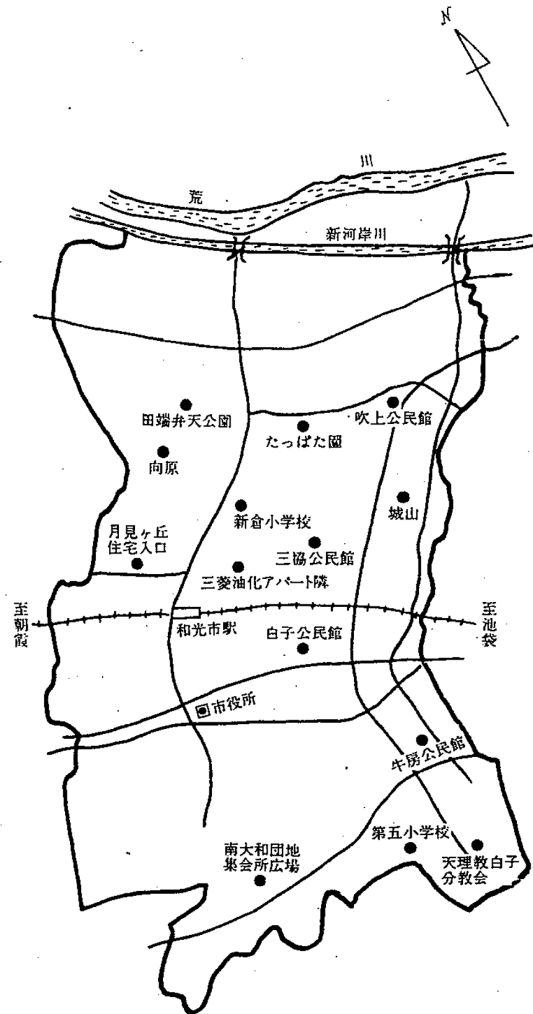 N
荒
川
新河岸川
田端弁天公園
吹上公民館
たっぱた園
向原
新倉小学校
城山
月見ヶ丘
住宅入口
三協公民館
三菱油化アパート隣
至朝霞
和光市駅
至池袋
白子公民館
市役所
牛房公民館
第五小学校
南大和団地
集会所広場
天理教白子
分教会